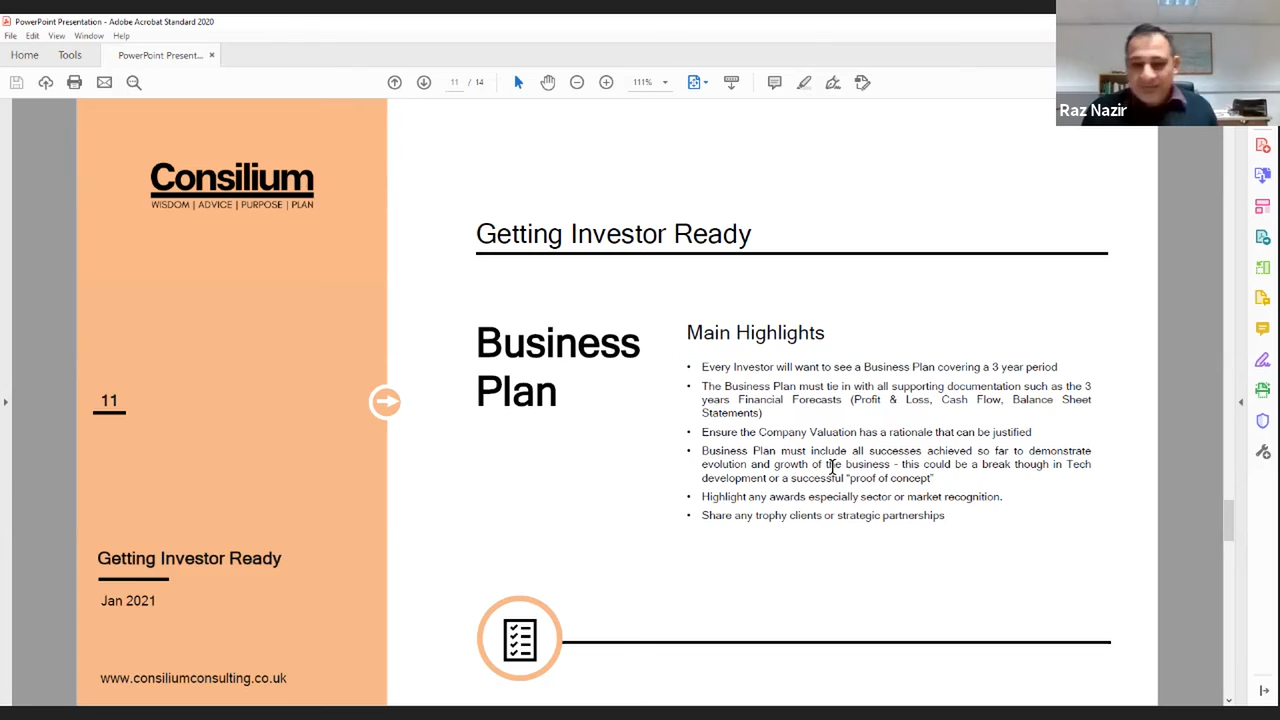 PowerPoint Presentation - Adobe Acrobat Standard 2020
File Edit View Window Help
Home Tools PowerPoint Present... ×
11 / 14 111%
Raz Nazir
Consilium
WISDOM | ADVICE | PURPOSE | PLAN
Getting Investor Ready
Business
Plan
Main Highlights
• Every Investor will want to see a Business Plan covering a 3 year period
• The Business Plan must tie in with all supporting documentation such as the 3
years Financial Forecasts (Profit & Loss, Cash Flow, Balance Sheet
Statements)
• Ensure the Company Valuation has a rationale that can be justified
• Business Plan must include all successes achieved so far to demonstrate
evolution and growth of the business - this could be a break though in Tech
development or a successful “proof of concept”
• Highlight any awards especially sector or market recognition.
• Share any trophy clients or strategic partnerships
11
Getting Investor Ready
Jan 2021
www.consiliumconsulting.co.uk